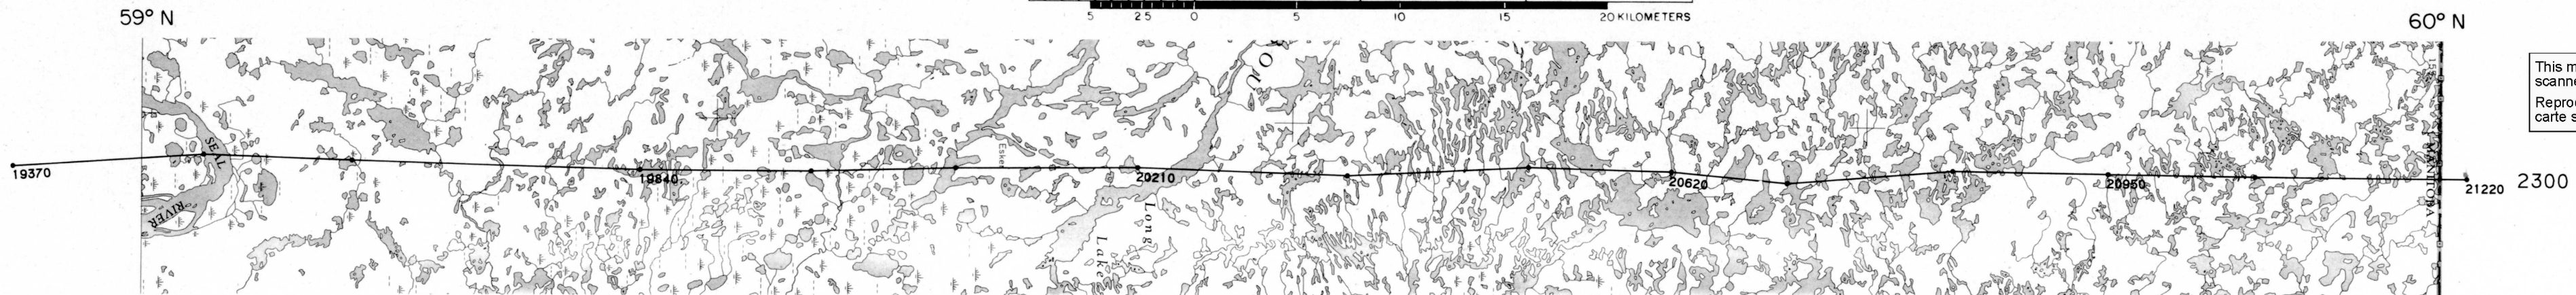 5 2 5 0 5 10 15 20 KILOMETERS
59° N
60° N
This m
scanne
Reprod
carte s
SEAL
RIVER
Esker
Long
Lake
MANITOBA
19370
19840
20210
20620
20950
21220
2300